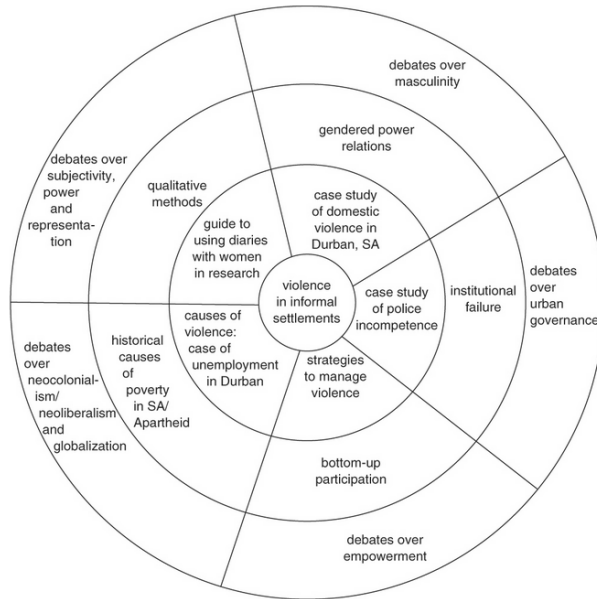 debates over
masculinity
gendered power
relations
case study
of domestic
violence in
Durban, SA
debates over
subjectivity,
power
and
representa-
tion
qualitative
methods
guide to
using diaries
with women
in research
violence
in informal
settlements
case study
of police
incompetence
institutional
failure
debates
over
urban
governance
causes of
violence:
case of
unemployment
in Durban
historical
causes
of
poverty
in SA/
Apartheid
debates
over
neocolonial-
ism/
neoliberalism
and
globalization
strategies
to manage
violence
bottom-up
participation
debates over
empowerment